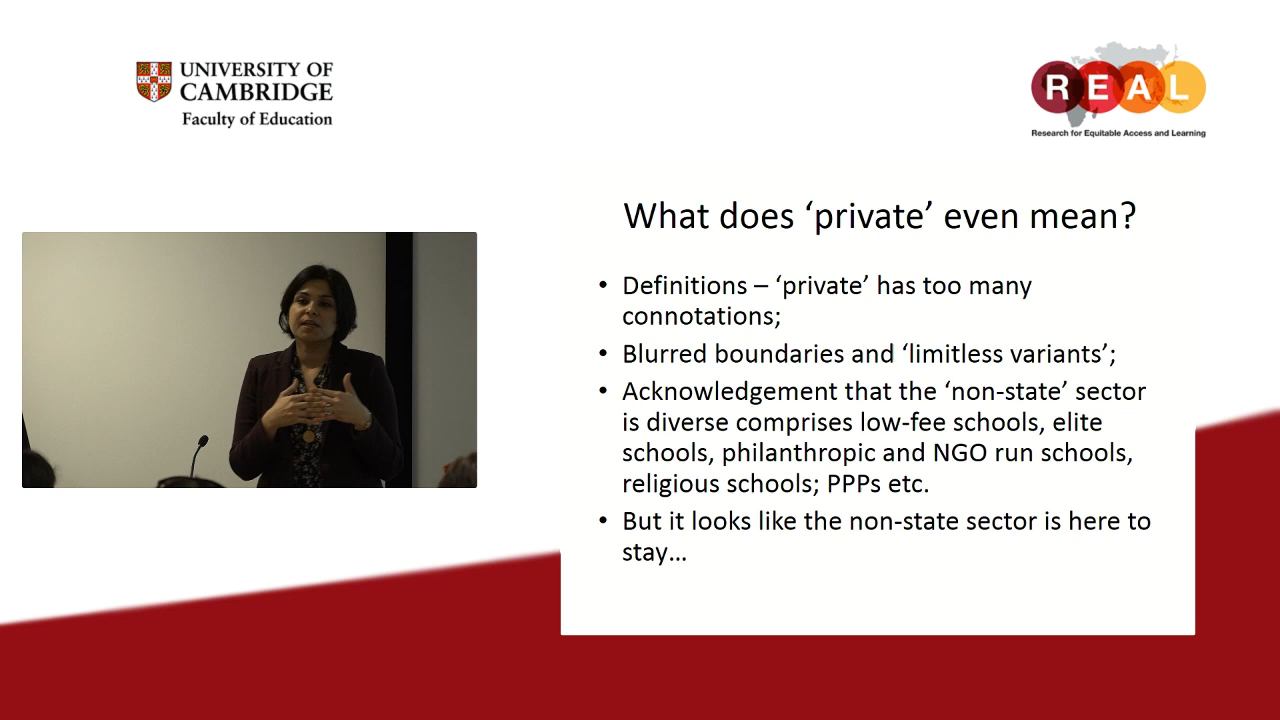 UNIVERSITY OF
CAMBRIDGE
Faculty of Education
R E A L
Research for Equitable Access and Learning
What does ‘private’ even mean?
• Definitions – ‘private’ has too many
connotations;
• Blurred boundaries and ‘limitless variants’;
• Acknowledgement that the ‘non-state’ sector
is diverse comprises low-fee schools, elite
schools, philanthropic and NGO run schools,
religious schools; PPPs etc.
• But it looks like the non-state sector is here to
stay…